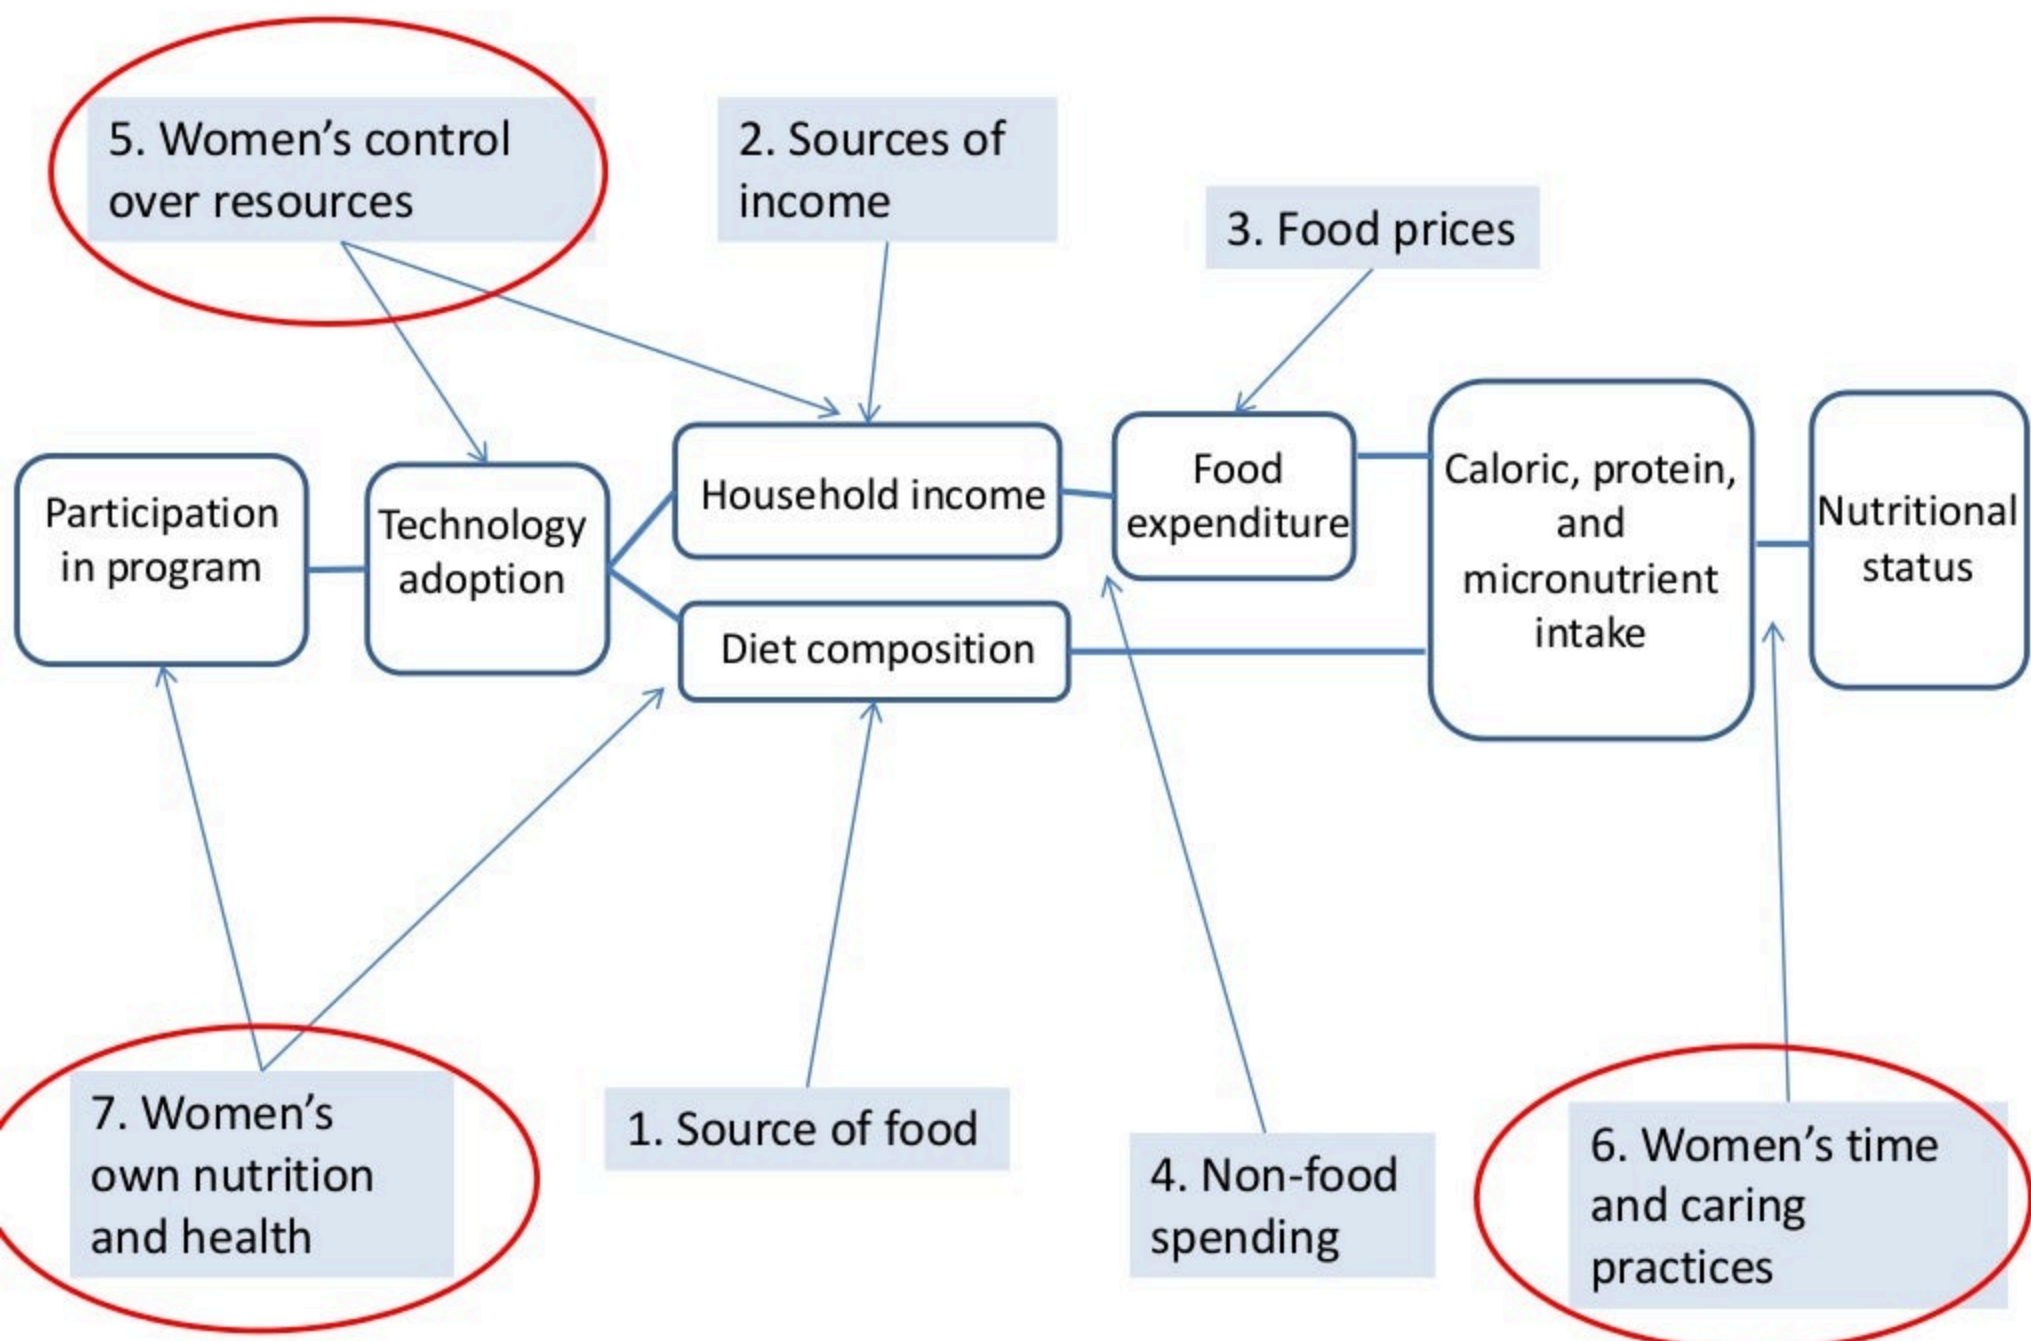 5. Women’s control
over resources
2. Sources of
income
3. Food prices
Participation
in program
Technology
adoption
Household income
Diet composition
Food
expenditure
Caloric, protein,
and
micronutrient
intake
Nutritional
status
7. Women’s
own nutrition
and health
1. Source of food
4. Non-food
spending
6. Women’s time
and caring
practices